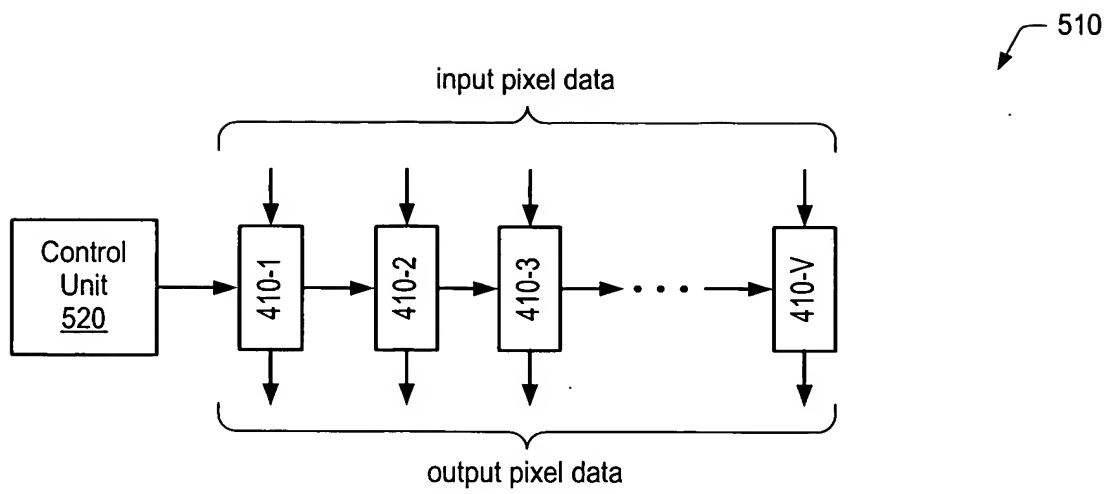 510
input pixel data
Control
Unit
520
410-1
410-2
410-3
410-V
output pixel data